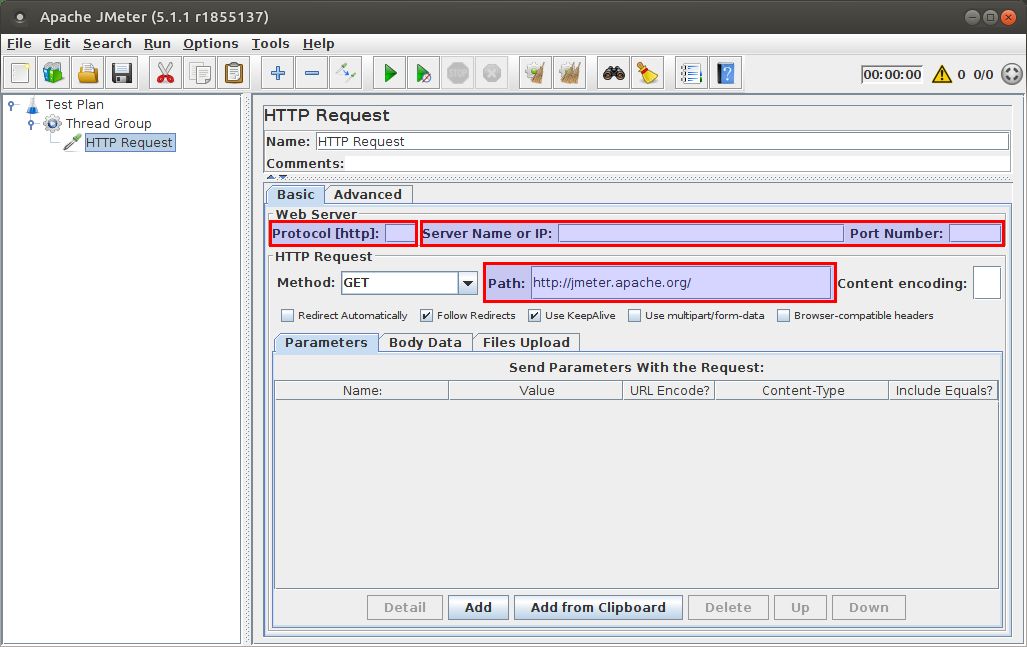 Apache JMeter (5.1.1 r1855137)
File Edit Search Run Options Tools Help
STOP 00:00:00 0 0/0
Test Plan
Thread Group
HTTP Request
HTTP Request
Name: HTTP Request
Comments:
Basic Advanced
Web Server
Protocol [http]: Server Name or IP: Port Number:
HTTP Request
Method: GET Path: http://jmeter.apache.org/ Content encoding:
Redirect Automatically Follow Redirects Use KeepAlive Use multipart/form-data Browser-compatible headers
Parameters Body Data Files Upload
Send Parameters With the Request:
Name: Value URL Encode? Content-Type Include Equals?
Detail Add Add from Clipboard Delete Up Down